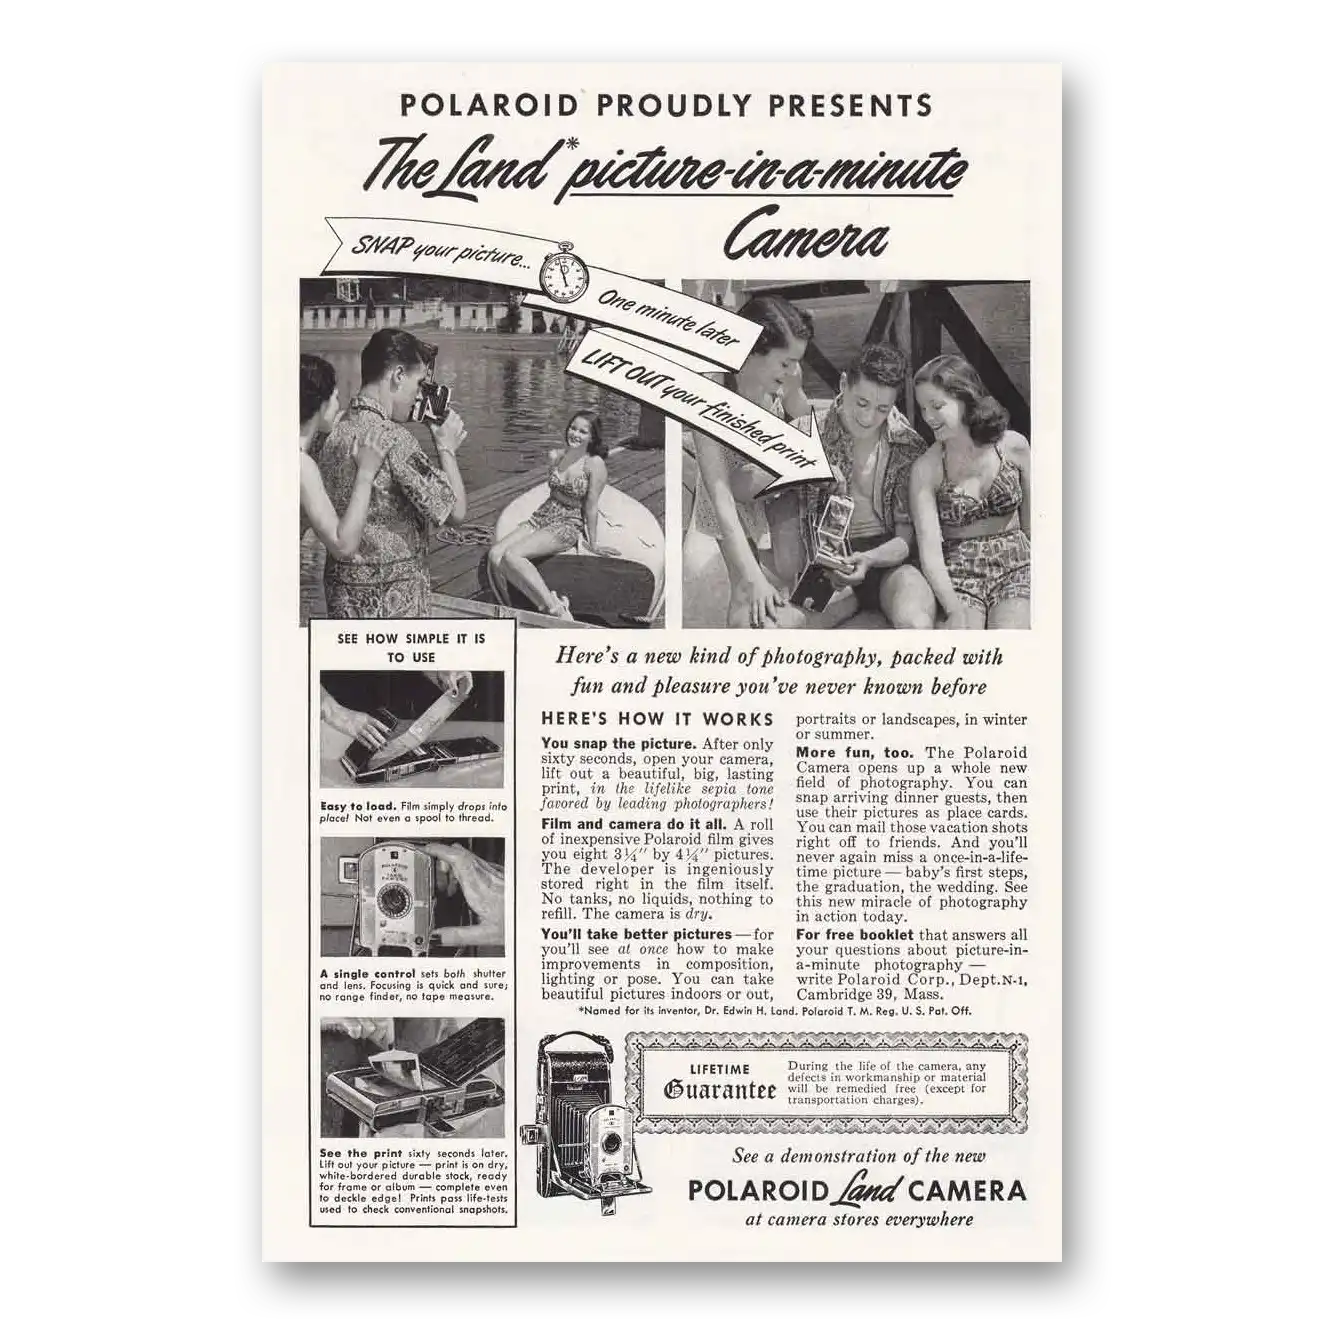 POLAROID PROUDLY PRESENTS
The Land* picture-in-a-minute
Camera
SNAP your picture...
One minute later
LIFT OUT your finished print
SEE HOW SIMPLE IT IS
TO USE
Easy to load. Film simply drops into
place! Not even a spool to thread.
A single control sets both shutter
and lens. Focusing is quick and sure;
no range finder, no tape measure.
See the print sixty seconds later.
Lift out your picture — print is on dry,
white-bordered durable stock, ready
for frame or album — complete even
to deckle edge! Prints pass life-tests
used to check conventional snapshots.
Here's a new kind of photography, packed with
fun and pleasure you've never known before
HERE'S HOW IT WORKS
You snap the picture. After only
sixty seconds, open your camera,
lift out a beautiful, big, lasting
print, in the lifelike sepia tone
favored by leading photographers!
Film and camera do it all. A roll
of inexpensive Polaroid film gives
you eight 3¼" by 4¼" pictures.
The developer is ingeniously
stored right in the film itself.
No tanks, no liquids, nothing to
refill. The camera is dry.
You'll take better pictures — for
you'll see at once how to make
improvements in composition,
lighting or pose. You can take
beautiful pictures indoors or out,
portraits or landscapes, in winter
or summer.
More fun, too. The Polaroid
Camera opens up a whole new
field of photography. You can
snap arriving dinner guests, then
use their pictures as place cards.
You can mail those vacation shots
right off to friends. And you'll
never again miss a once-in-a-life-
time picture — baby's first steps,
the graduation, the wedding. See
this new miracle of photography
in action today.
For free booklet that answers all
your questions about picture-in-
a-minute photography —
write Polaroid Corp., Dept. N-1,
Cambridge 39, Mass.
*Named for its inventor, Dr. Edwin H. Land. Polaroid T. M. Reg. U. S. Pat. Off.
LIFETIME
Guarantee
During the life of the camera, any
defects in workmanship or material
will be remedied free (except for
transportation charges).
See a demonstration of the new
POLAROID Land CAMERA
at camera stores everywhere